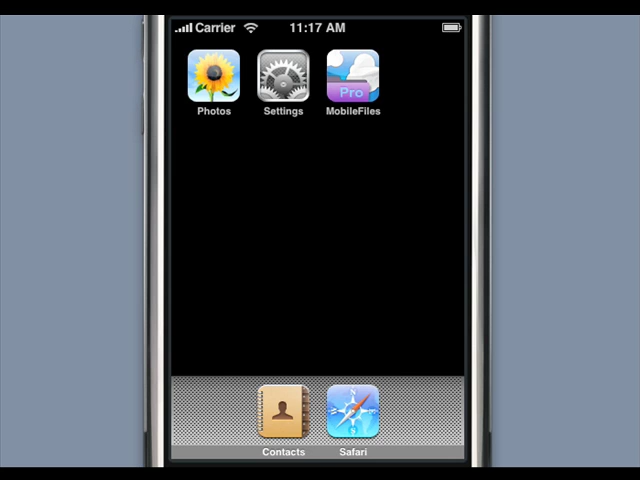 Carrier 11:17 AM
Pro
Photos Settings MobileFiles
N
W E
S
Contacts Safari